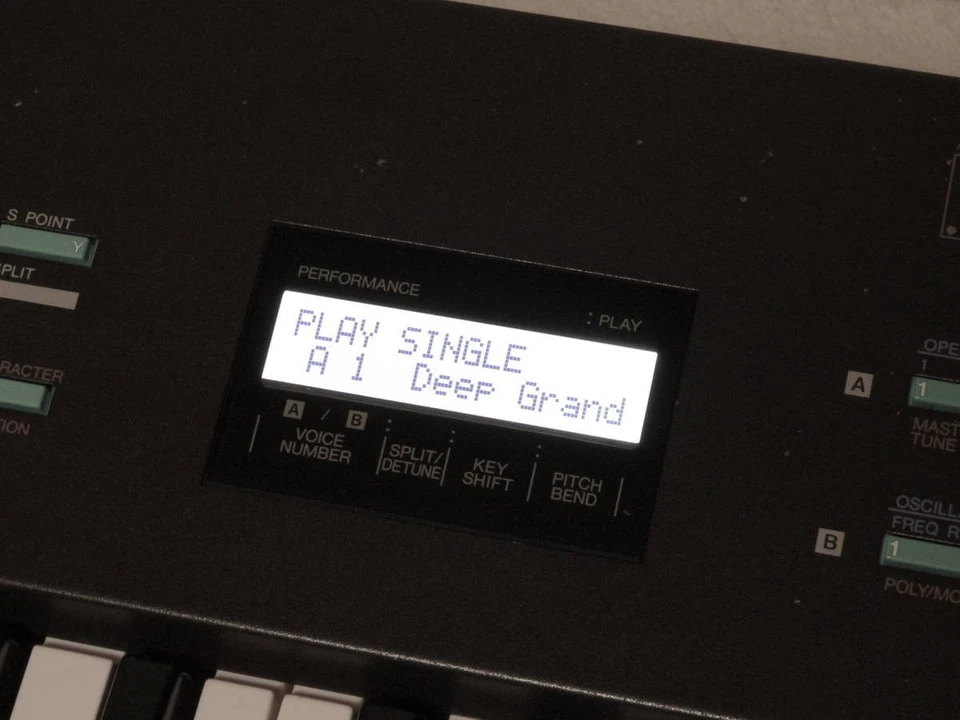 S POINT
Y
PLIT
RACTER
TION
PERFORMANCE
: PLAY
PLAY SINGLE
A 1 Deep Grand
A / B
VOICE NUMBER
SPLIT/ DETUNE
KEY SHIFT
PITCH BEND
A
OPE
1
1
MAST
TUNE
B
OSCILL
FREQ R
1
POLY/MO